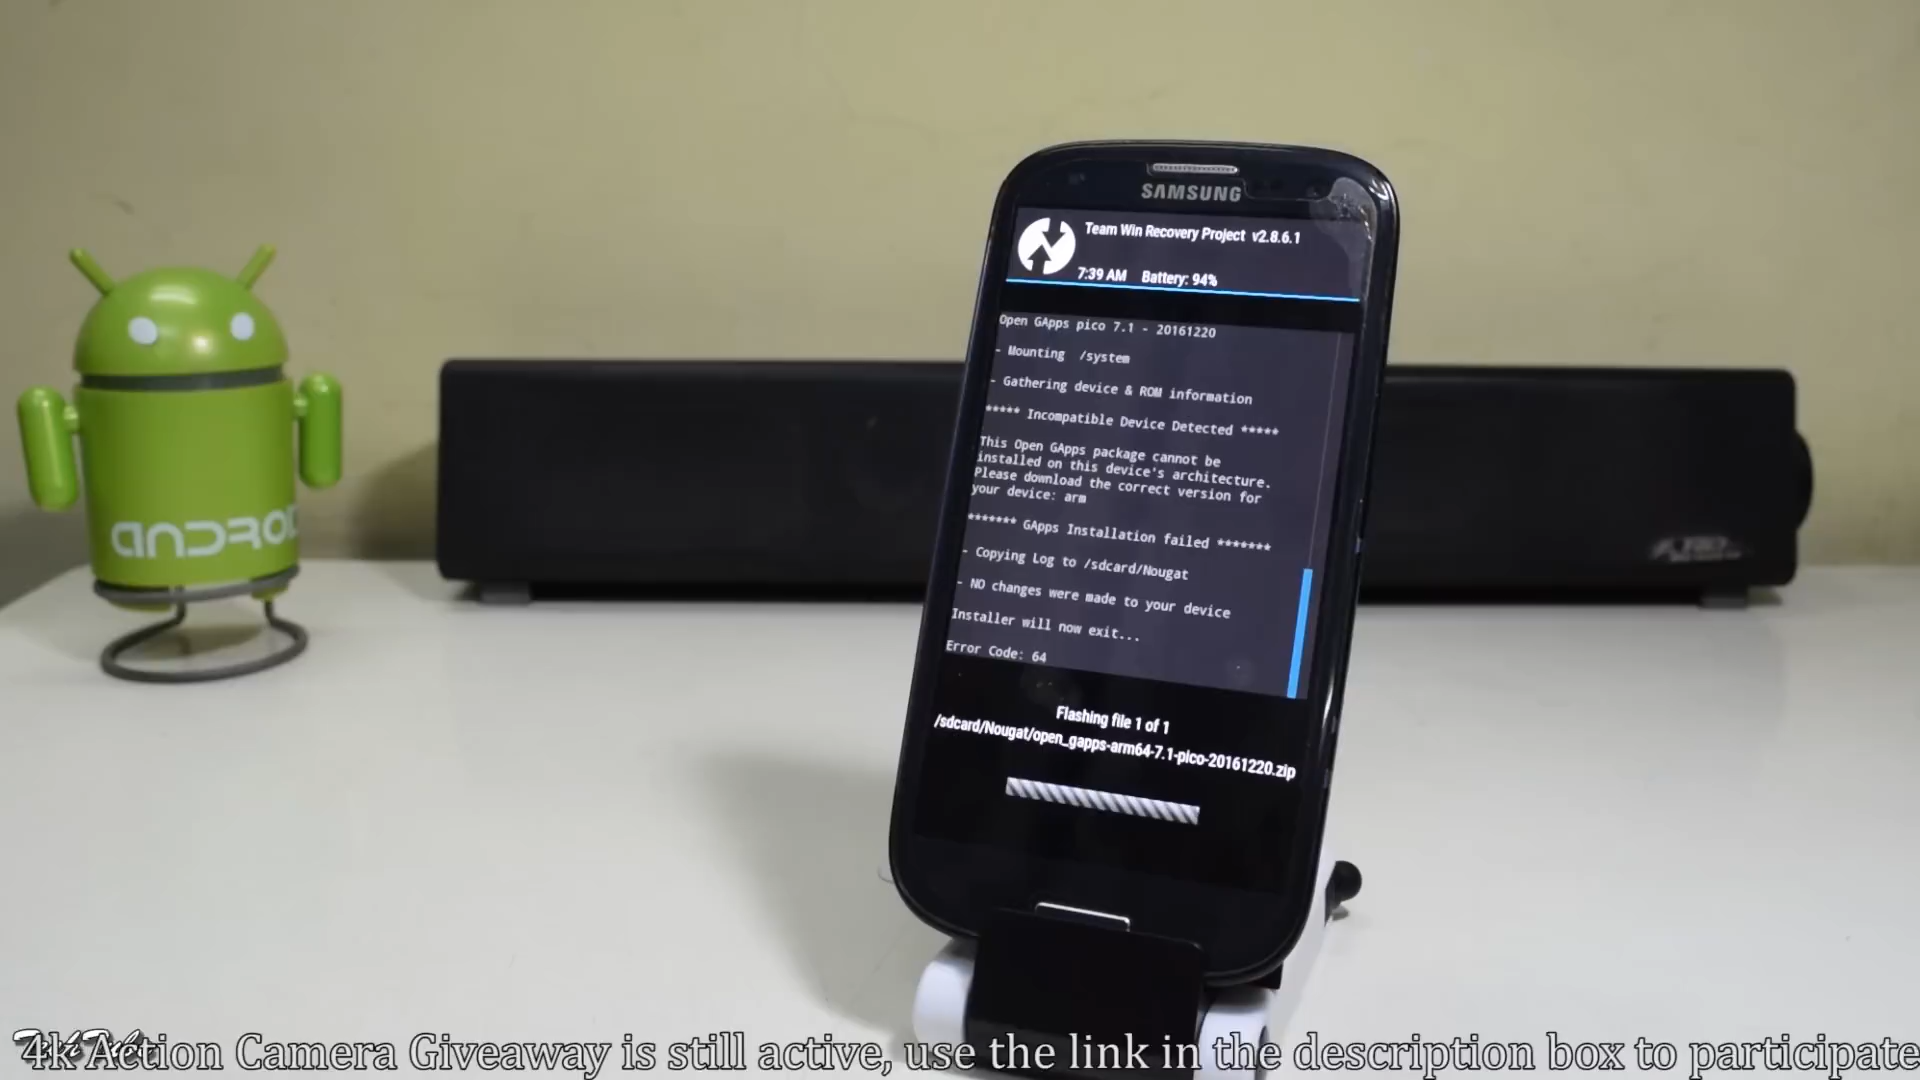 SAMSUNG
Team Win Recovery Project v2.8.6.1
7:39 AM Battery: 94%
Open GApps pico 7.1 - 20161220
- Mounting /system
- Gathering device & ROM information
***** Incompatible Device Detected *****
This Open GApps package cannot be
installed on this device's architecture.
Please download the correct version for
your device: arm
******* GApps Installation failed *******
- Copying Log to /sdcard/Nougat
- NO changes were made to your device
Installer will now exit...
Error Code: 64
Flashing file 1 of 1
/sdcard/Nougat/open_gapps-arm64-7.1-pico-20161220.zip
ANDROI
4k Action Camera Giveaway is still active, use the link in the description box to participate